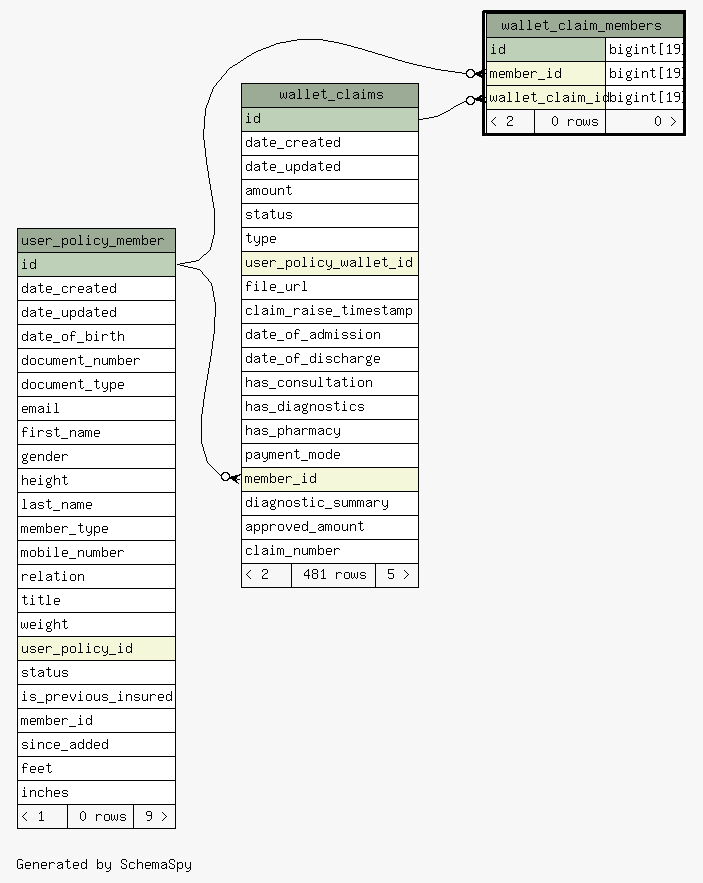 wallet_claim_members
id bigint[19]
member_id bigint[19]
wallet_claim_id bigint[19]
< 2 0 rows 0 >
wallet_claims
id
date_created
date_updated
amount
status
type
user_policy_wallet_id
file_url
claim_raise_timestamp
date_of_admission
date_of_discharge
has_consultation
has_diagnostics
has_pharmacy
payment_mode
member_id
diagnostic_summary
approved_amount
claim_number
< 2 481 rows 5 >
user_policy_member
id
date_created
date_updated
date_of_birth
document_number
document_type
email
first_name
gender
height
last_name
member_type
mobile_number
relation
title
weight
user_policy_id
status
is_previous_insured
member_id
since_added
feet
inches
< 1 0 rows 9 >
Generated by SchemaSpy